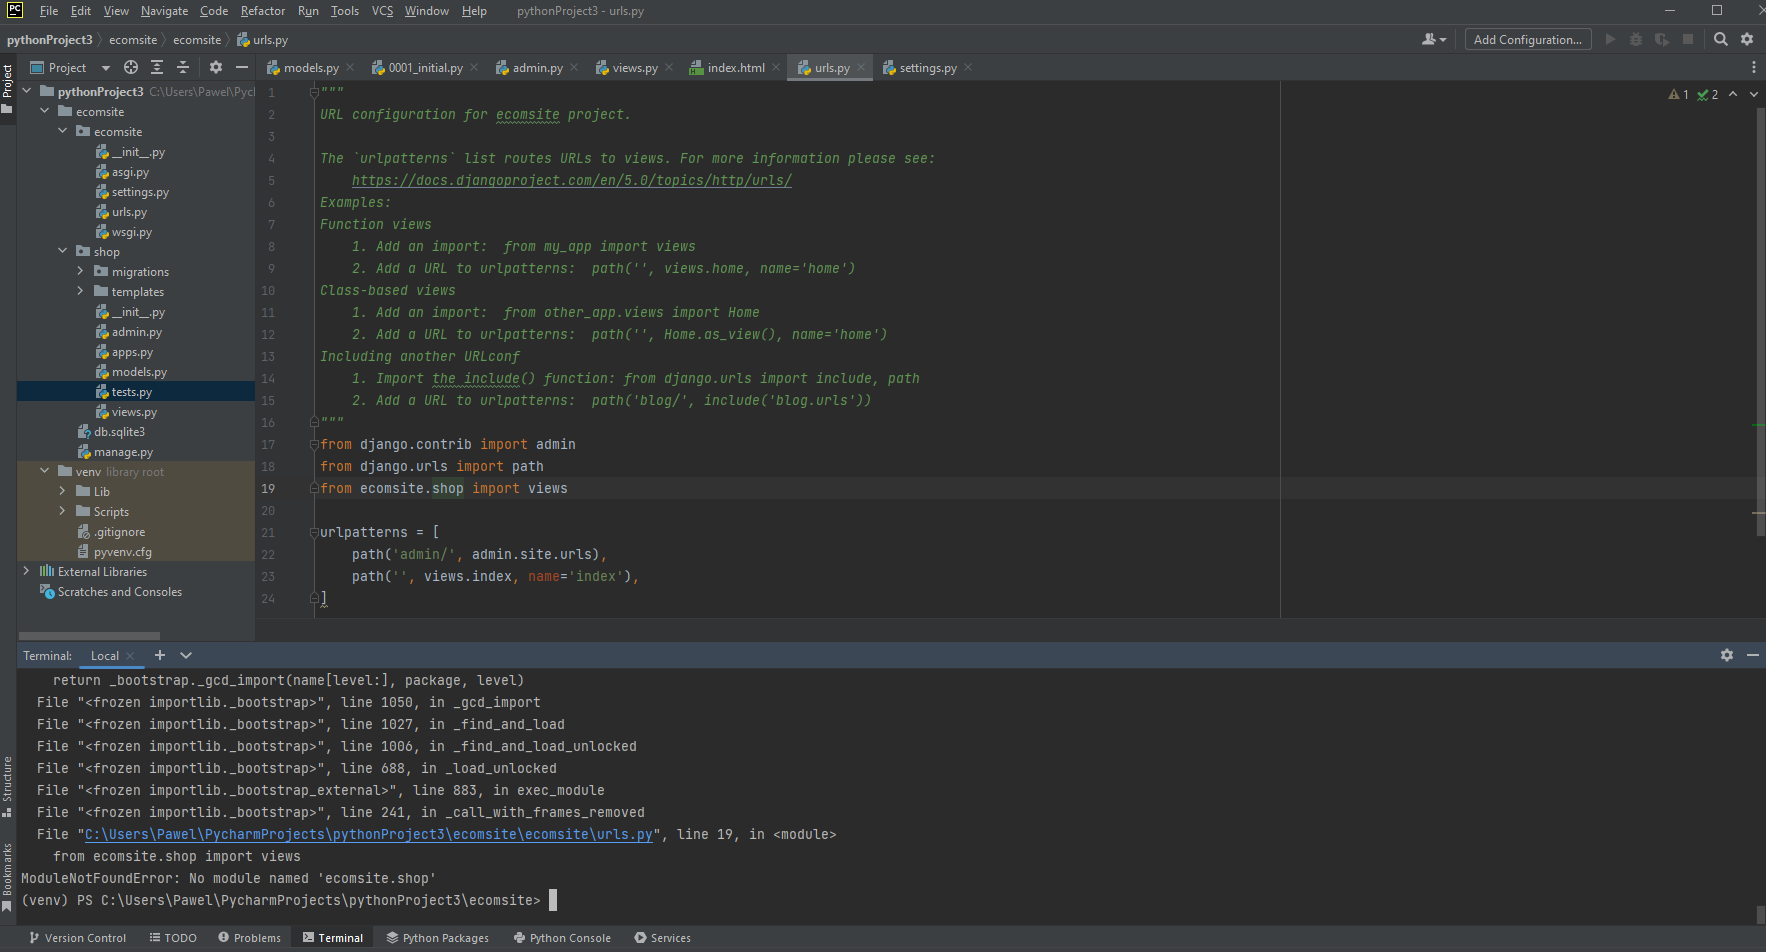 PC File Edit View Navigate Code Refactor Run Tools VCS Window Help pythonProject3 - urls.py
pythonProject3 ecomsite ecomsite urls.py Add Configuration...
Project
Project
models.py 0001_initial.py admin.py views.py index.html urls.py settings.py
pythonProject3 C:\Users\Pawel\Pyc
ecomsite
ecomsite
__init__.py
asgi.py
settings.py
urls.py
wsgi.py
shop
migrations
templates
__init__.py
admin.py
apps.py
models.py
tests.py
views.py
db.sqlite3
manage.py
venv library root
Lib
Scripts
.gitignore
pyvenv.cfg
External Libraries
Scratches and Consoles
1 2
1 """
2 URL configuration for ecomsite project.
3
4 The `urlpatterns` list routes URLs to views. For more information please see:
5 https://docs.djangoproject.com/en/5.0/topics/http/urls/
6 Examples:
7 Function views
8 1. Add an import:  from my_app import views
9 2. Add a URL to urlpatterns:  path('', views.home, name='home')
10 Class-based views
11 1. Add an import:  from other_app.views import Home
12 2. Add a URL to urlpatterns:  path('', Home.as_view(), name='home')
13 Including another URLconf
14 1. Import the include() function: from django.urls import include, path
15 2. Add a URL to urlpatterns:  path('blog/', include('blog.urls'))
16 """
17 from django.contrib import admin
18 from django.urls import path
19 from ecomsite.shop import views
20
21 urlpatterns = [
22 path('admin/', admin.site.urls),
23 path('', views.index, name='index'),
24 ]
Terminal: Local
return _bootstrap._gcd_import(name[level:], package, level)
File "<frozen importlib._bootstrap>", line 1050, in _gcd_import
File "<frozen importlib._bootstrap>", line 1027, in _find_and_load
File "<frozen importlib._bootstrap>", line 1006, in _find_and_load_unlocked
File "<frozen importlib._bootstrap>", line 688, in _load_unlocked
File "<frozen importlib._bootstrap_external>", line 883, in exec_module
File "<frozen importlib._bootstrap>", line 241, in _call_with_frames_removed
File "C:\Users\Pawel\PycharmProjects\pythonProject3\ecomsite\ecomsite\urls.py", line 19, in <module>
from ecomsite.shop import views
ModuleNotFoundError: No module named 'ecomsite.shop'
(venv) PS C:\Users\Pawel\PycharmProjects\pythonProject3\ecomsite>
Structure
Bookmarks
Version Control TODO Problems Terminal Python Packages Python Console Services